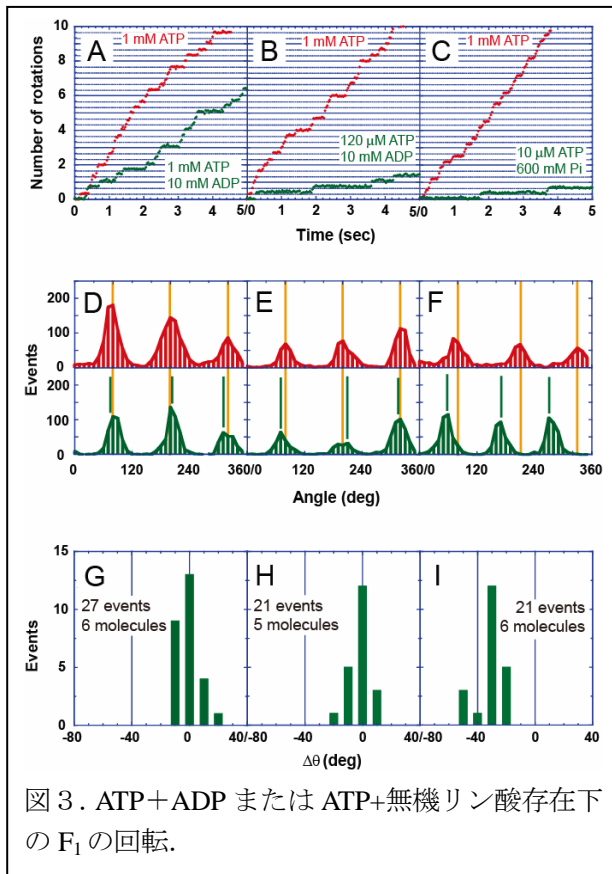 10
8
6
4
2
0
Number of rotations
A
1 mM ATP
1 mM ATP
10 mM ADP
B
1 mM ATP
120 μM ATP
10 mM ADP
C
1 mM ATP
10 μM ATP
600 mM Pi
0 1 2 3 4 5/0 1 2 3 4 5/0 1 2 3 4 5
Time (sec)
D E F
200
100
0
200
100
0
Events
0 120 240 360/0 120 240 360/0 120 240 360
Angle (deg)
15
10
5
0
Events
G
27 events
6 molecules
H
21 events
5 molecules
I
21 events
6 molecules
-80 -40 0 40/-80 -40 0 40/-80 -40 0 40
Δθ (deg)
図３. ATP＋ADP または ATP+無機リン酸存在下
の F₁ の回転.